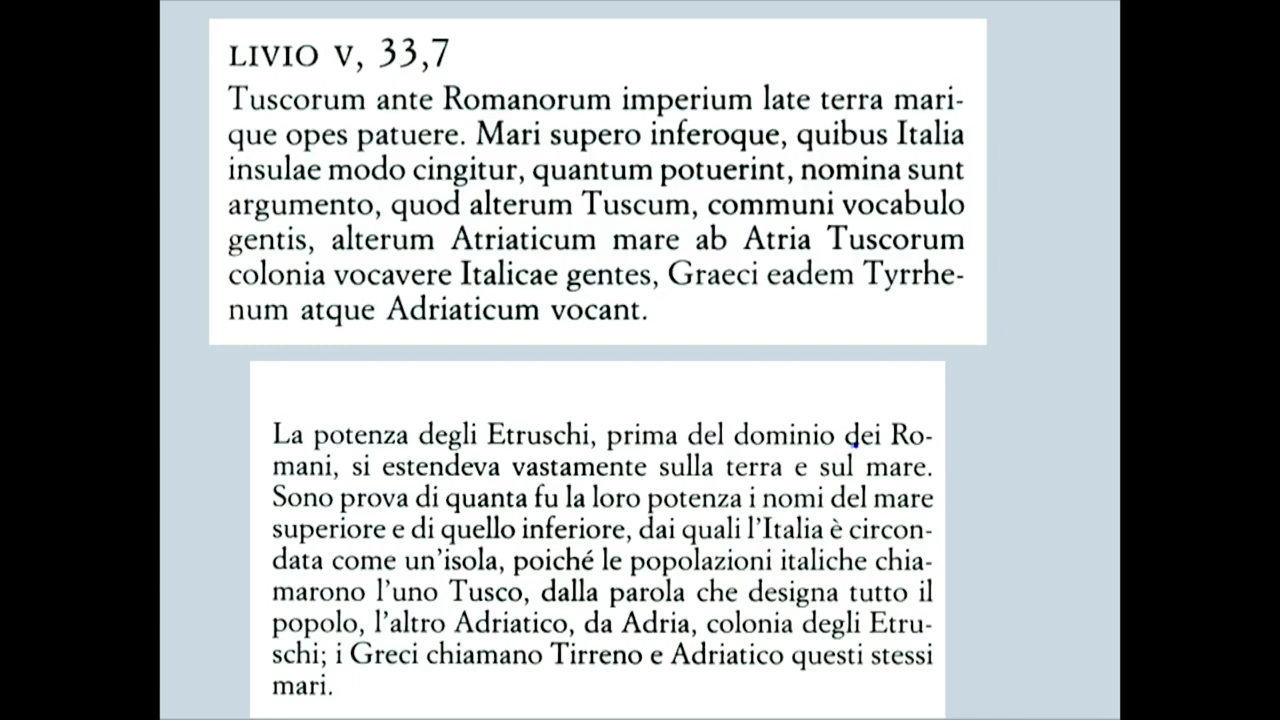 LIVIO V, 33,7
Tuscorum ante Romanorum imperium late terra mari-
que opes patuere. Mari supero inferoque, quibus Italia
insulae modo cingitur, quantum potuerint, nomina sunt
argumento, quod alterum Tuscum, communi vocabulo
gentis, alterum Atriaticum mare ab Atria Tuscorum
colonia vocavere Italicae gentes, Graeci eadem Tyrrhe-
num atque Adriaticum vocant.
La potenza degli Etruschi, prima del dominio dei Ro-
mani, si estendeva vastamente sulla terra e sul mare.
Sono prova di quanta fu la loro potenza i nomi del mare
superiore e di quello inferiore, dai quali l'Italia è circon-
data come un'isola, poiché le popolazioni italiche chia-
marono l'uno Tusco, dalla parola che designa tutto il
popolo, l'altro Adriatico, da Adria, colonia degli Etru-
schi; i Greci chiamano Tirreno e Adriatico questi stessi
mari.